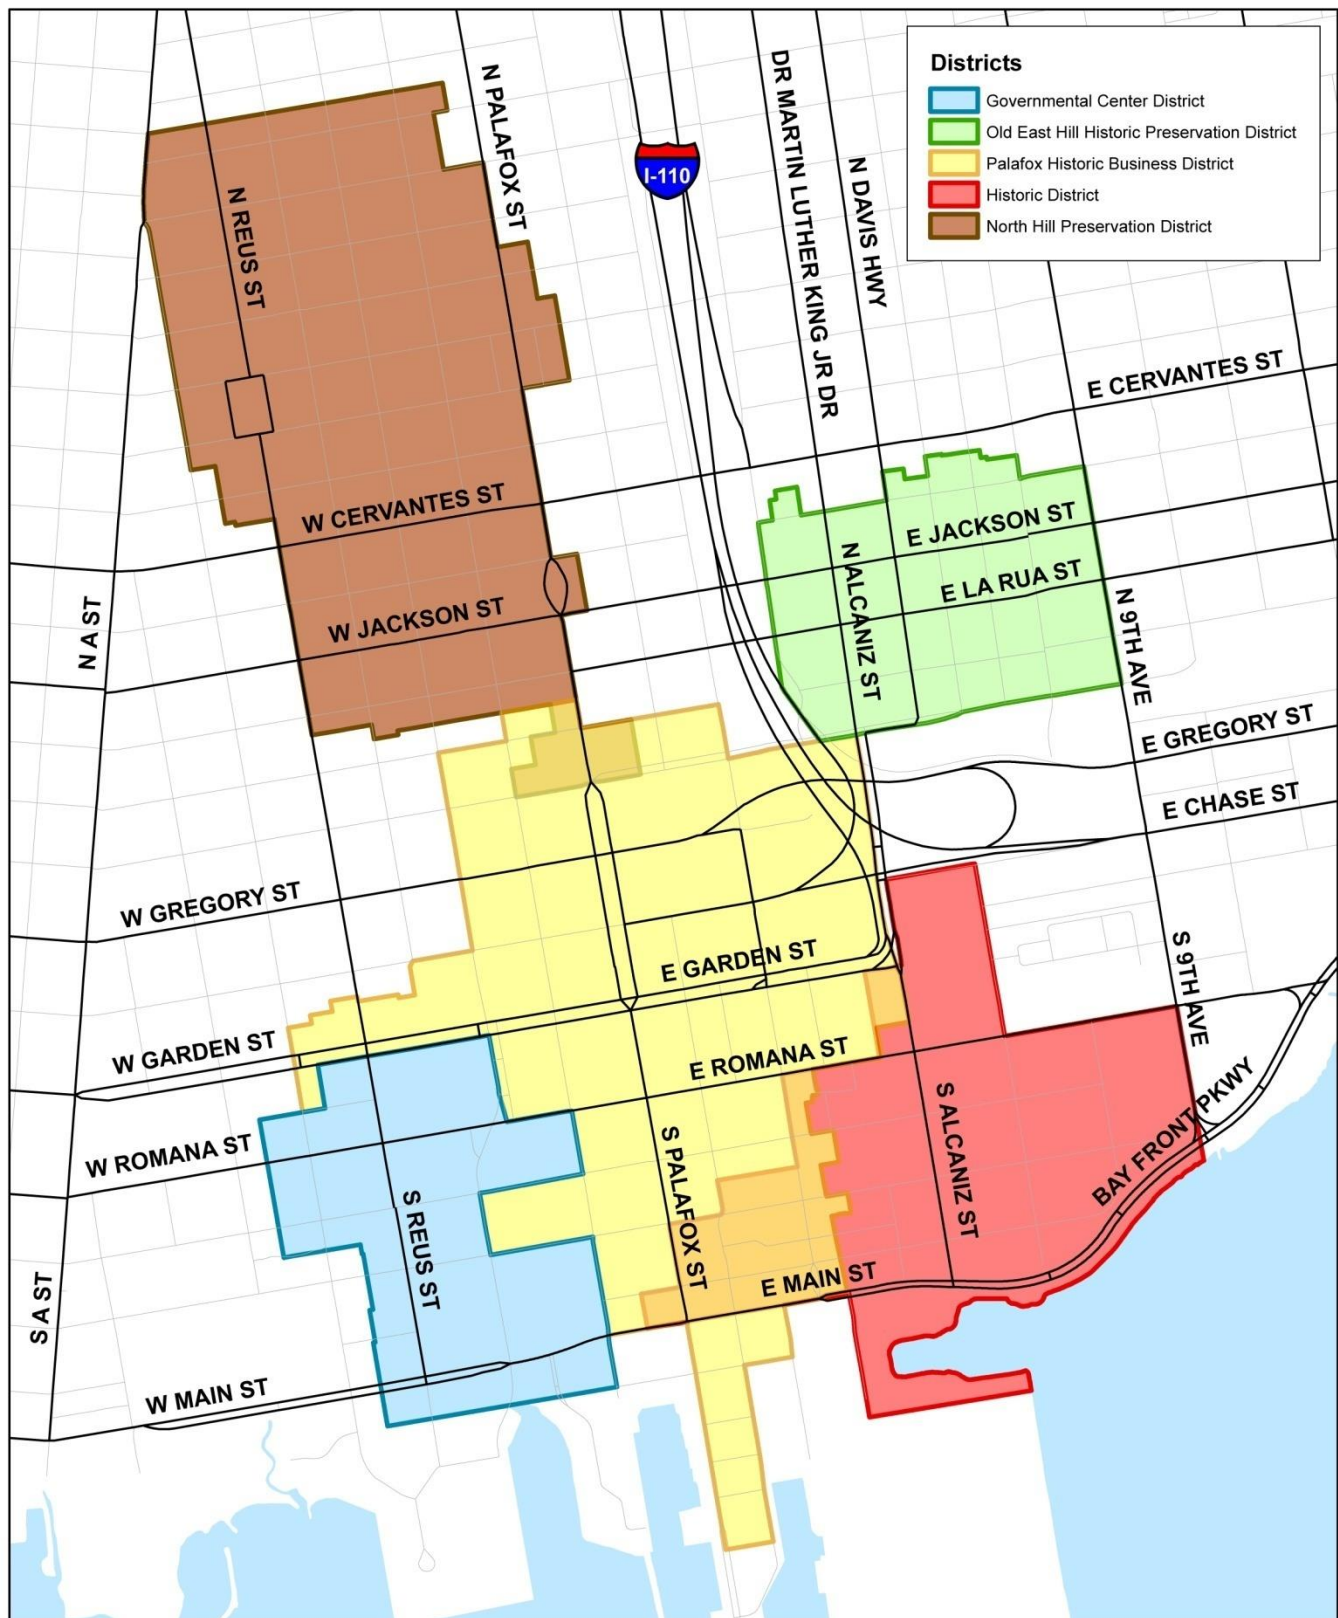 Districts
Governmental Center District
Old East Hill Historic Preservation District
Palafox Historic Business District
Historic District
North Hill Preservation District
N PALAFOX ST
I-110
DR MARTIN LUTHER KING JR DR
N DAVIS HWY
N REUS ST
E CERVANTES ST
W CERVANTES ST
E JACKSON ST
N ALCANIZ ST
E LA RUA ST
N A ST
W JACKSON ST
N 9TH AVE
E GREGORY ST
E CHASE ST
W GREGORY ST
E GARDEN ST
S 9TH AVE
W GARDEN ST
E ROMANA ST
W ROMANA ST
S ALCANIZ ST
BAY FRONT PKWY
S PALAFOX ST
S REUS ST
E MAIN ST
S A ST
W MAIN ST